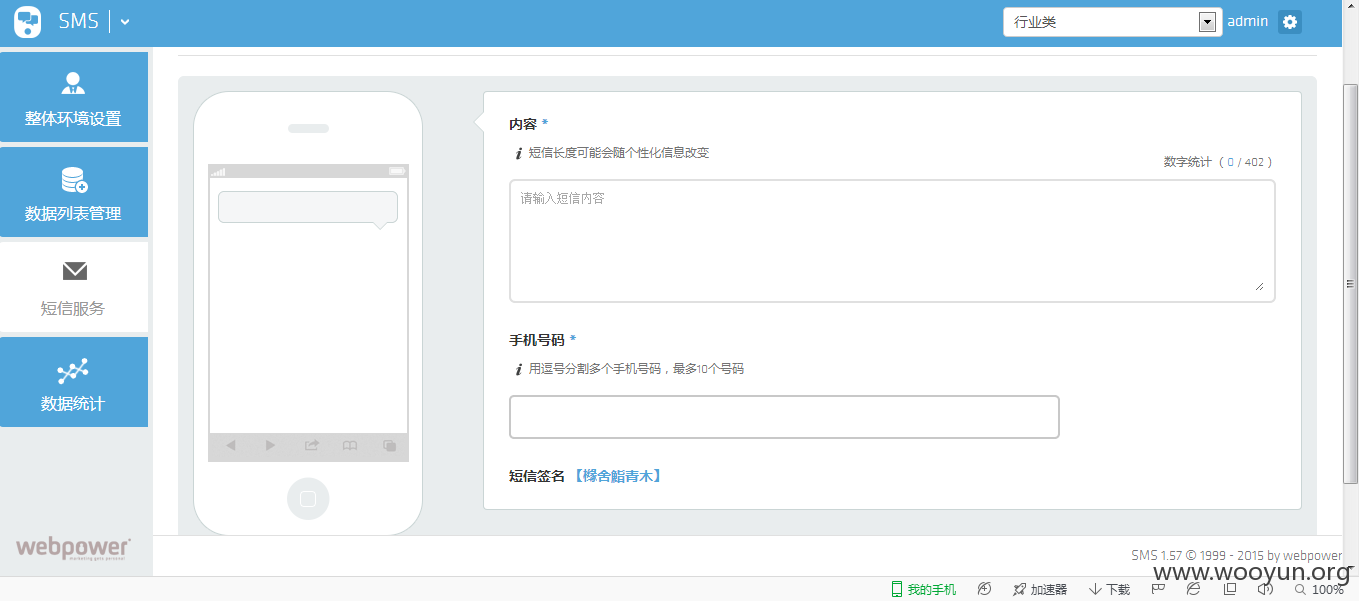 SMS
行业类
admin
整体环境设置
数据列表管理
短信服务
数据统计
内容 *
短信长度可能会随个性化信息改变
数字统计 ( 0 / 402 )
请输入短信内容
手机号码 *
用逗号分割多个手机号码，最多10个号码
短信签名 【樼舍鮨青木】
webpower
SMS 1.57 © 1999 - 2015 by webpower
www.wooyun.org
我的手机
加速器
下载
100%